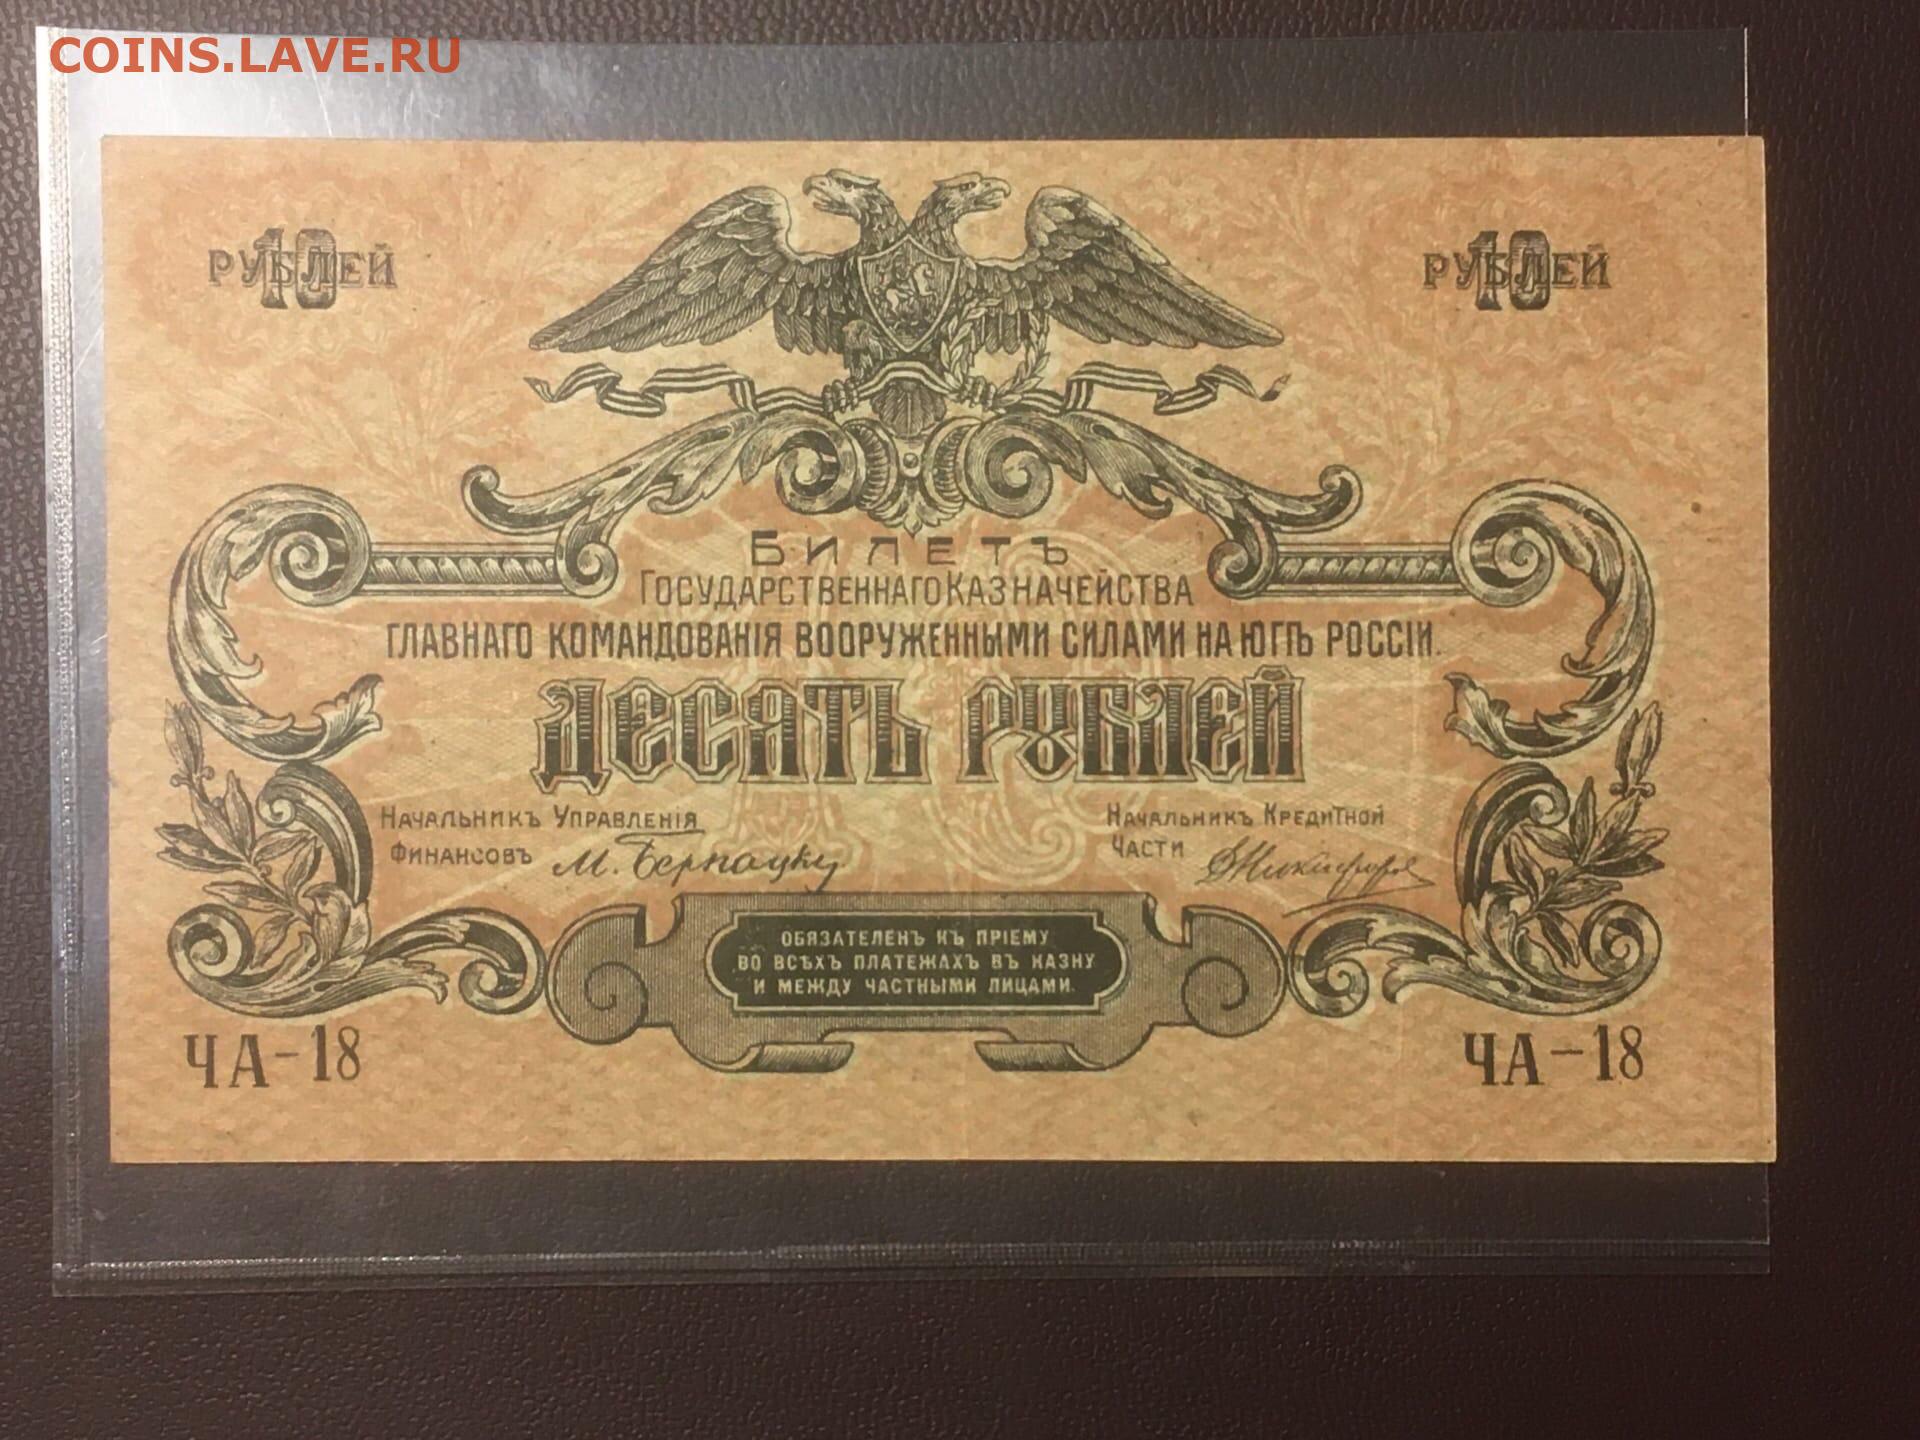 COINS.LAVE.RU
10 РУБЛЕЙ
10 РУБЛЕЙ
БИЛЕТЪ
ГОСУДАРСТВЕННАГО КАЗНАЧЕЙСТВА
ГЛАВНАГО КОМАНДОВАНІЯ ВООРУЖЕННЫМИ СИЛАМИ НА ЮГѢ РОССІИ.
ДЕСЯТЬ РУБЛЕЙ
НАЧАЛЬНИКЪ УПРАВЛЕНІЯ
ФИНАНСОВЪ М. Бернацкій
НАЧАЛЬНИКЪ КРЕДИТНОЙ
ЧАСТИ
ОБЯЗАТЕЛЕНЪ КЪ ПРІЕМУ
ВО ВСѢХЪ ПЛАТЕЖАХЪ ВЪ КАЗНУ
И МЕЖДУ ЧАСТНЫМИ ЛИЦАМИ.
ЧА-18
ЧА-18